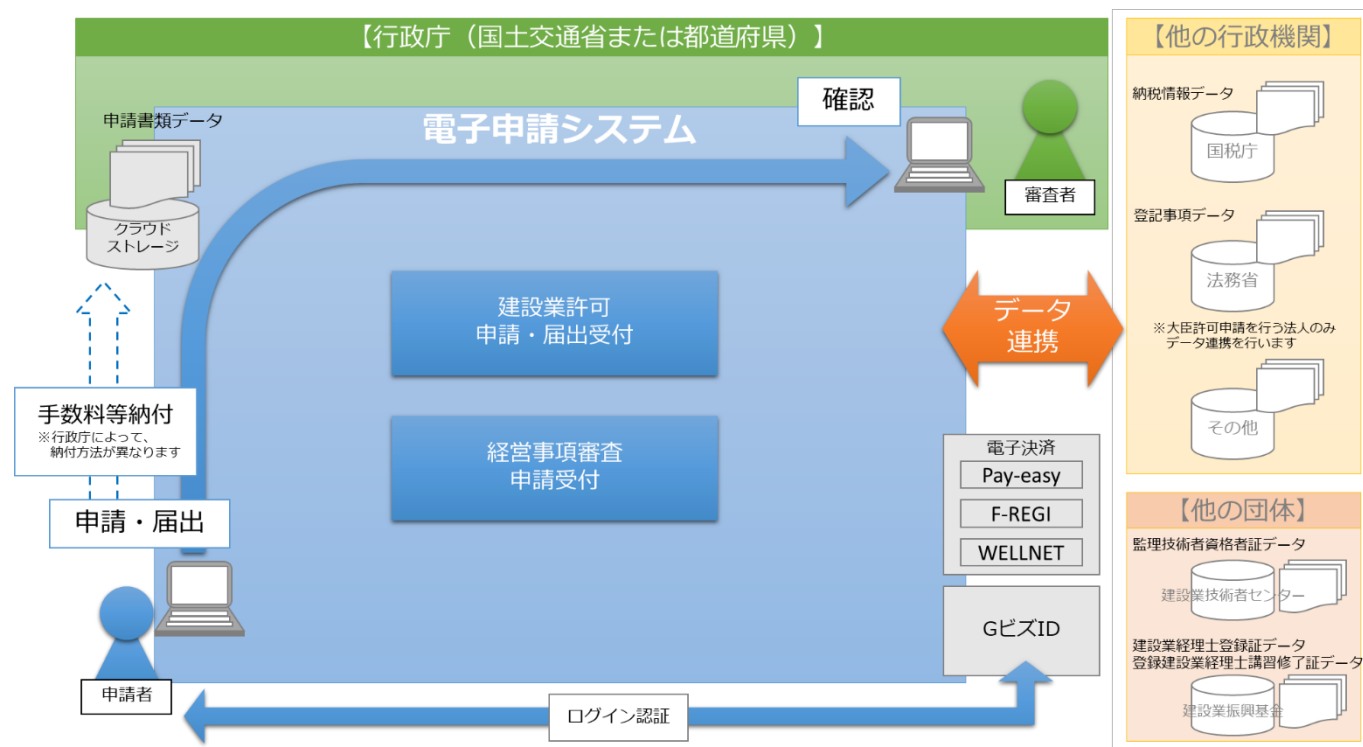 【行政庁（国土交通省または都道府県）】
電子申請システム
確認
審査者
申請書類データ
クラウド
ストレージ
建設業許可
申請・届出受付
経営事項審査
申請受付
データ
連携
手数料等納付
※行政庁によって、
納付方法が異なります
申請・届出
申請者
ログイン認証
電子決済
Pay-easy
F-REGI
WELLNET
GビズID
【他の行政機関】
納税情報データ
国税庁
登記事項データ
法務省
※大臣許可申請を行う法人のみ
データ連携を行います
その他
【他の団体】
監理技術者資格者証データ
建設業技術者センター
建設業経理士登録証データ
登録建設業経理士講習修了証データ
建設業振興基金